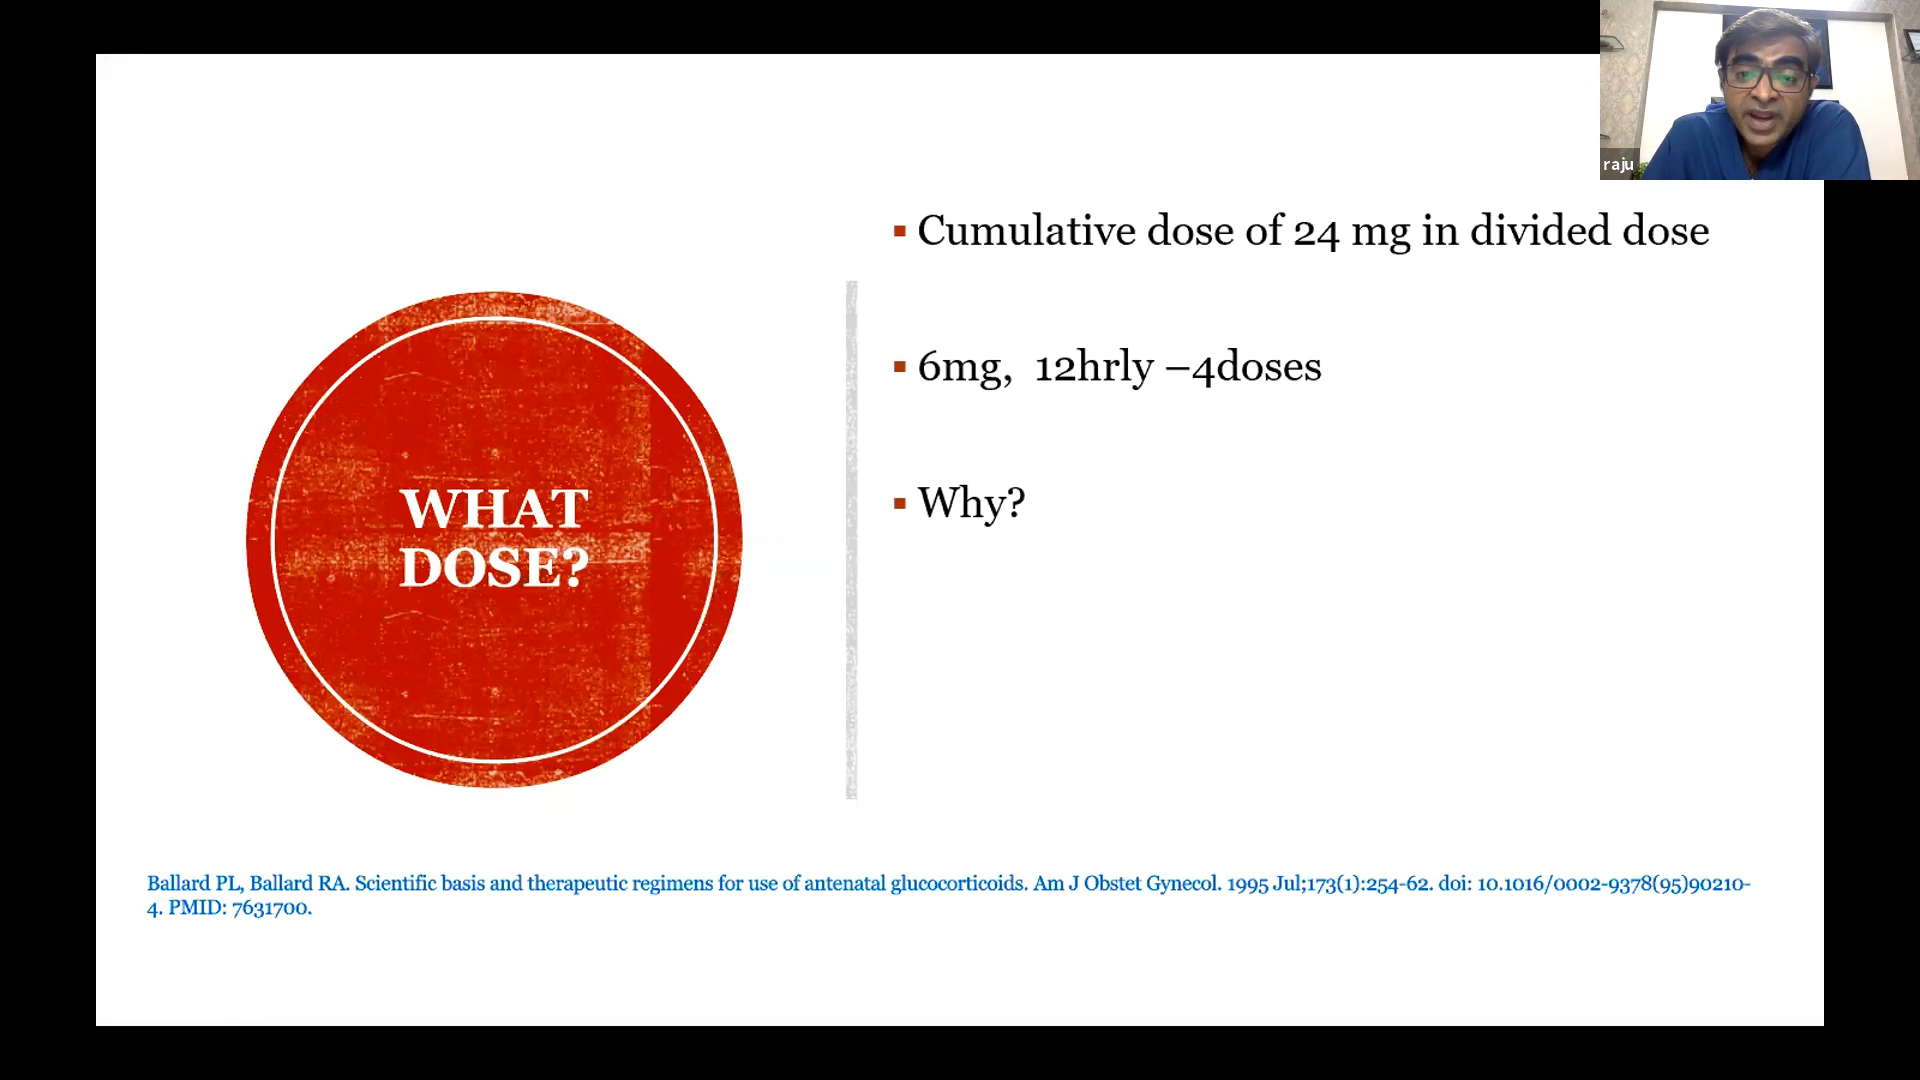 raju
Cumulative dose of 24 mg in divided dose
6mg, 12hrly –4doses
Why?
WHAT
DOSE?
Ballard PL, Ballard RA. Scientific basis and therapeutic regimens for use of antenatal glucocorticoids. Am J Obstet Gynecol. 1995 Jul;173(1):254-62. doi: 10.1016/0002-9378(95)90210-
4. PMID: 7631700.